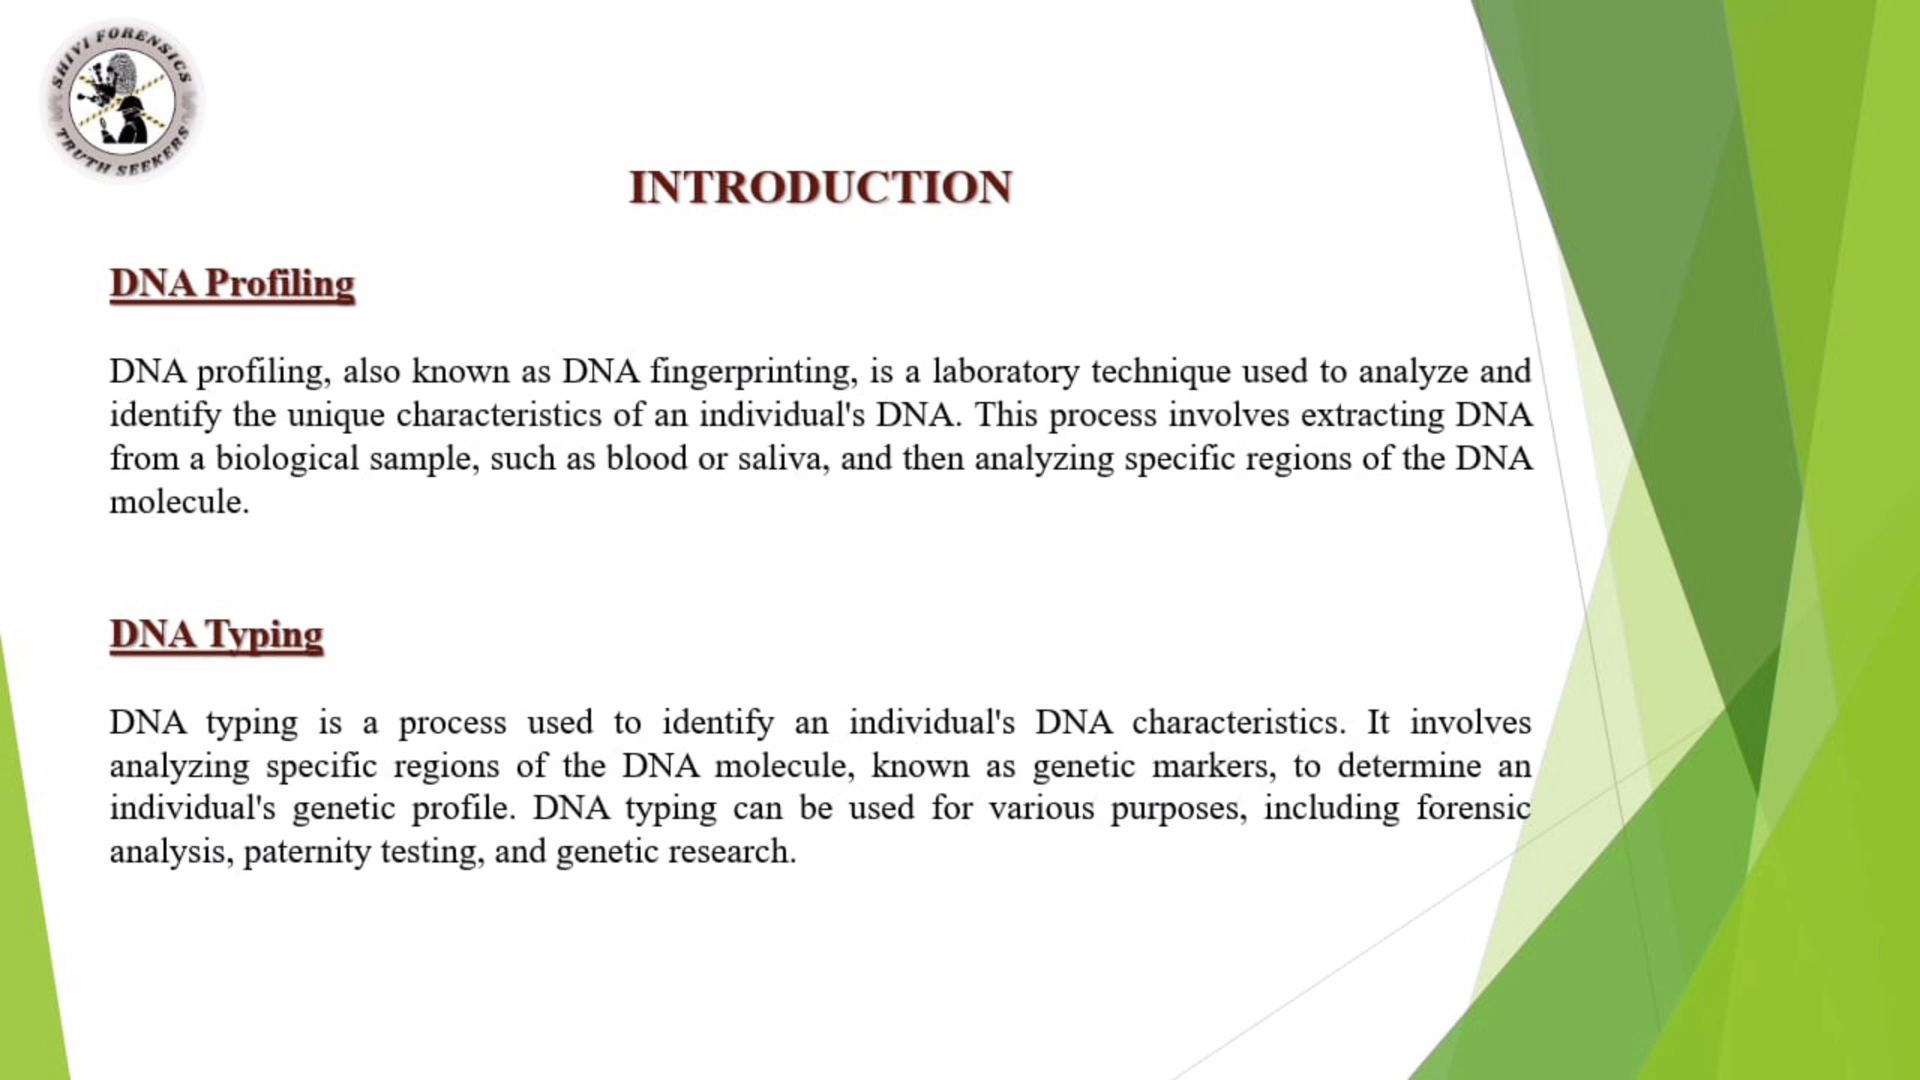 SHIVI FORENSICS
TRUTH SEEKERS
INTRODUCTION
DNA Profiling
DNA profiling, also known as DNA fingerprinting, is a laboratory technique used to analyze and
identify the unique characteristics of an individual's DNA. This process involves extracting DNA
from a biological sample, such as blood or saliva, and then analyzing specific regions of the DNA
molecule.
DNA Typing
DNA typing is a process used to identify an individual's DNA characteristics. It involves
analyzing specific regions of the DNA molecule, known as genetic markers, to determine an
individual's genetic profile. DNA typing can be used for various purposes, including forensic
analysis, paternity testing, and genetic research.